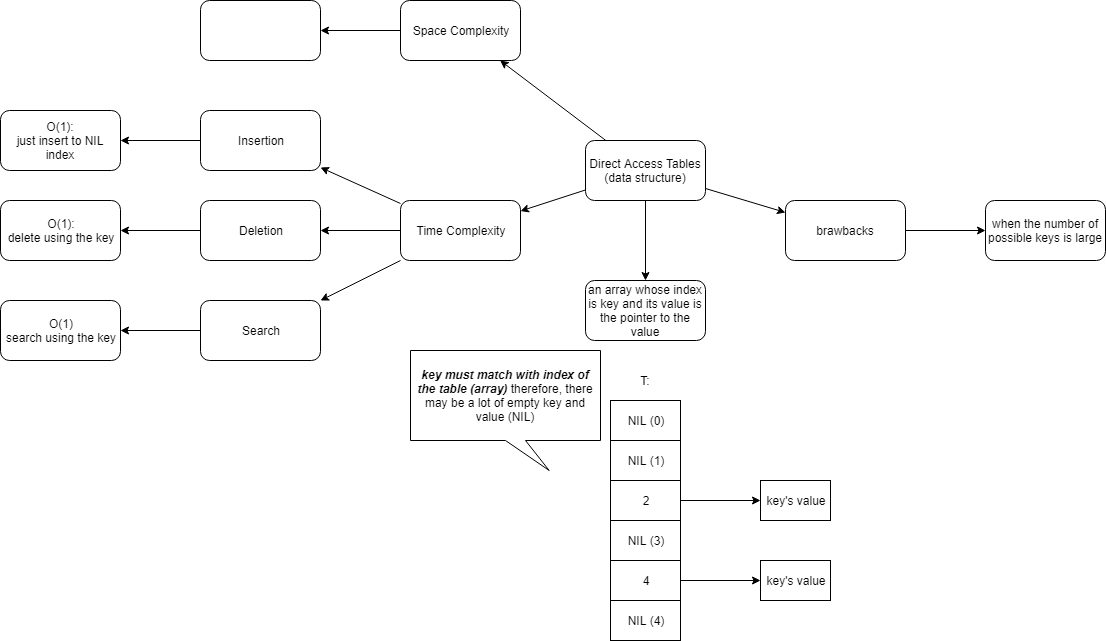 Space Complexity
O(1):
just insert to NIL
index
Insertion
Direct Access Tables
(data structure)
O(1):
delete using the key
Deletion
Time Complexity
brawbacks
when the number of
possible keys is large
an array whose index
is key and its value is
the pointer to the
value
O(1)
search using the key
Search
key must match with index of
the table (array) therefore, there
may be a lot of empty key and
value (NIL)
T:
NIL (0)
NIL (1)
2
key's value
NIL (3)
4
key's value
NIL (4)